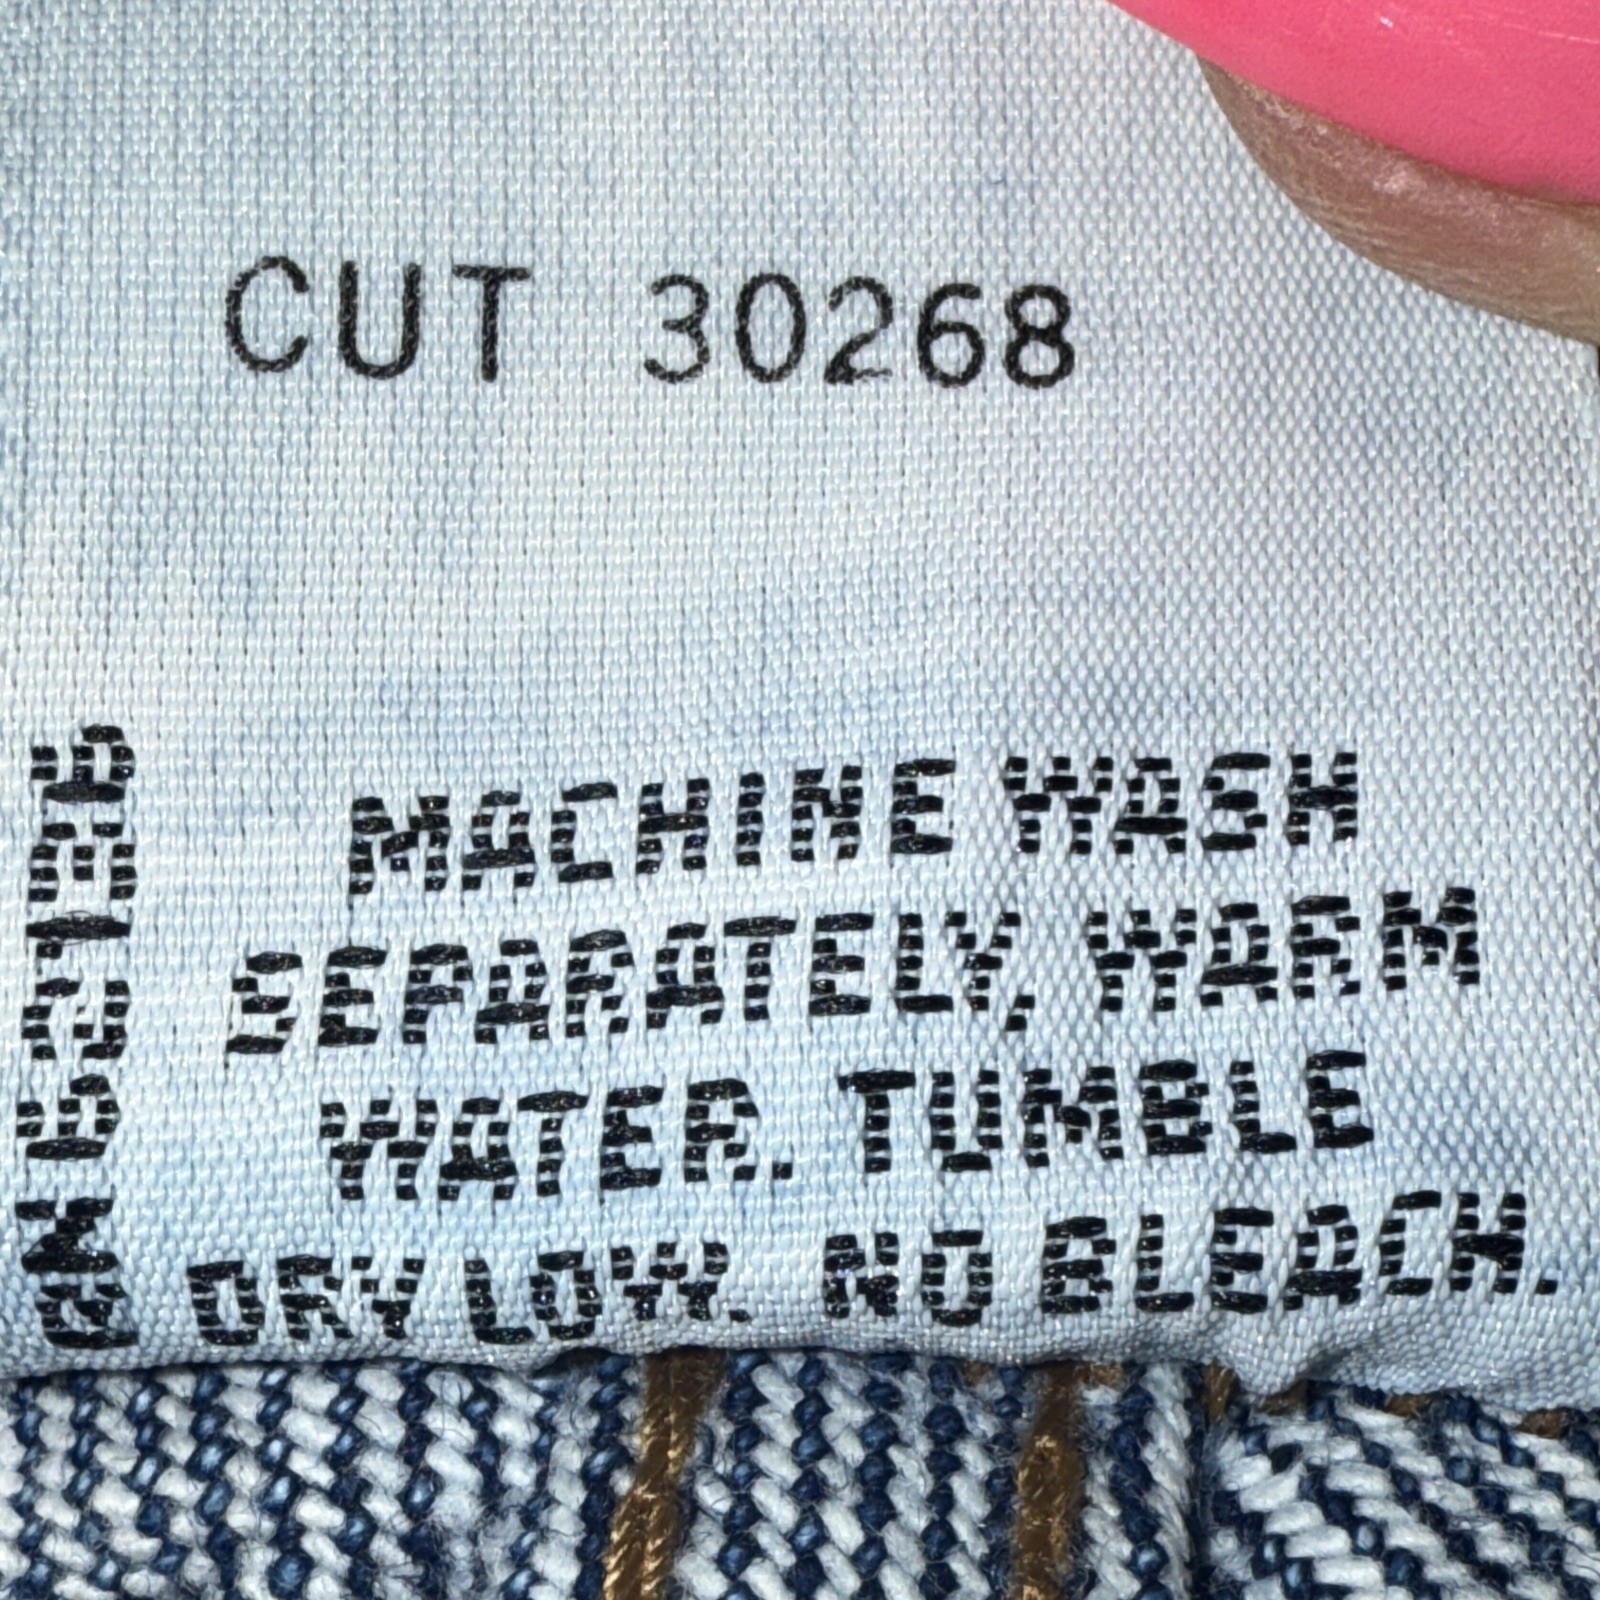 CUT 30268
MACHINE WASH
SEPARATELY, WARM
WATER. TUMBLE
DRY LOW. NO BLEACH.